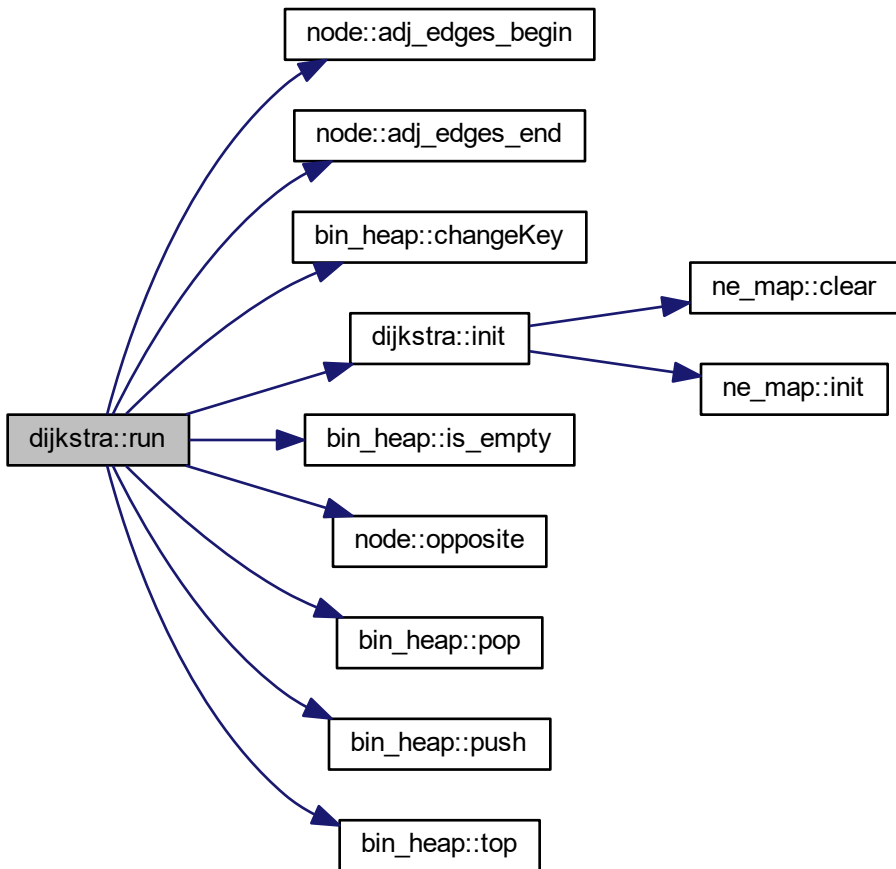 node::adj_edges_begin
node::adj_edges_end
bin_heap::changeKey
ne_map::clear
dijkstra::init
ne_map::init
dijkstra::run
bin_heap::is_empty
node::opposite
bin_heap::pop
bin_heap::push
bin_heap::top